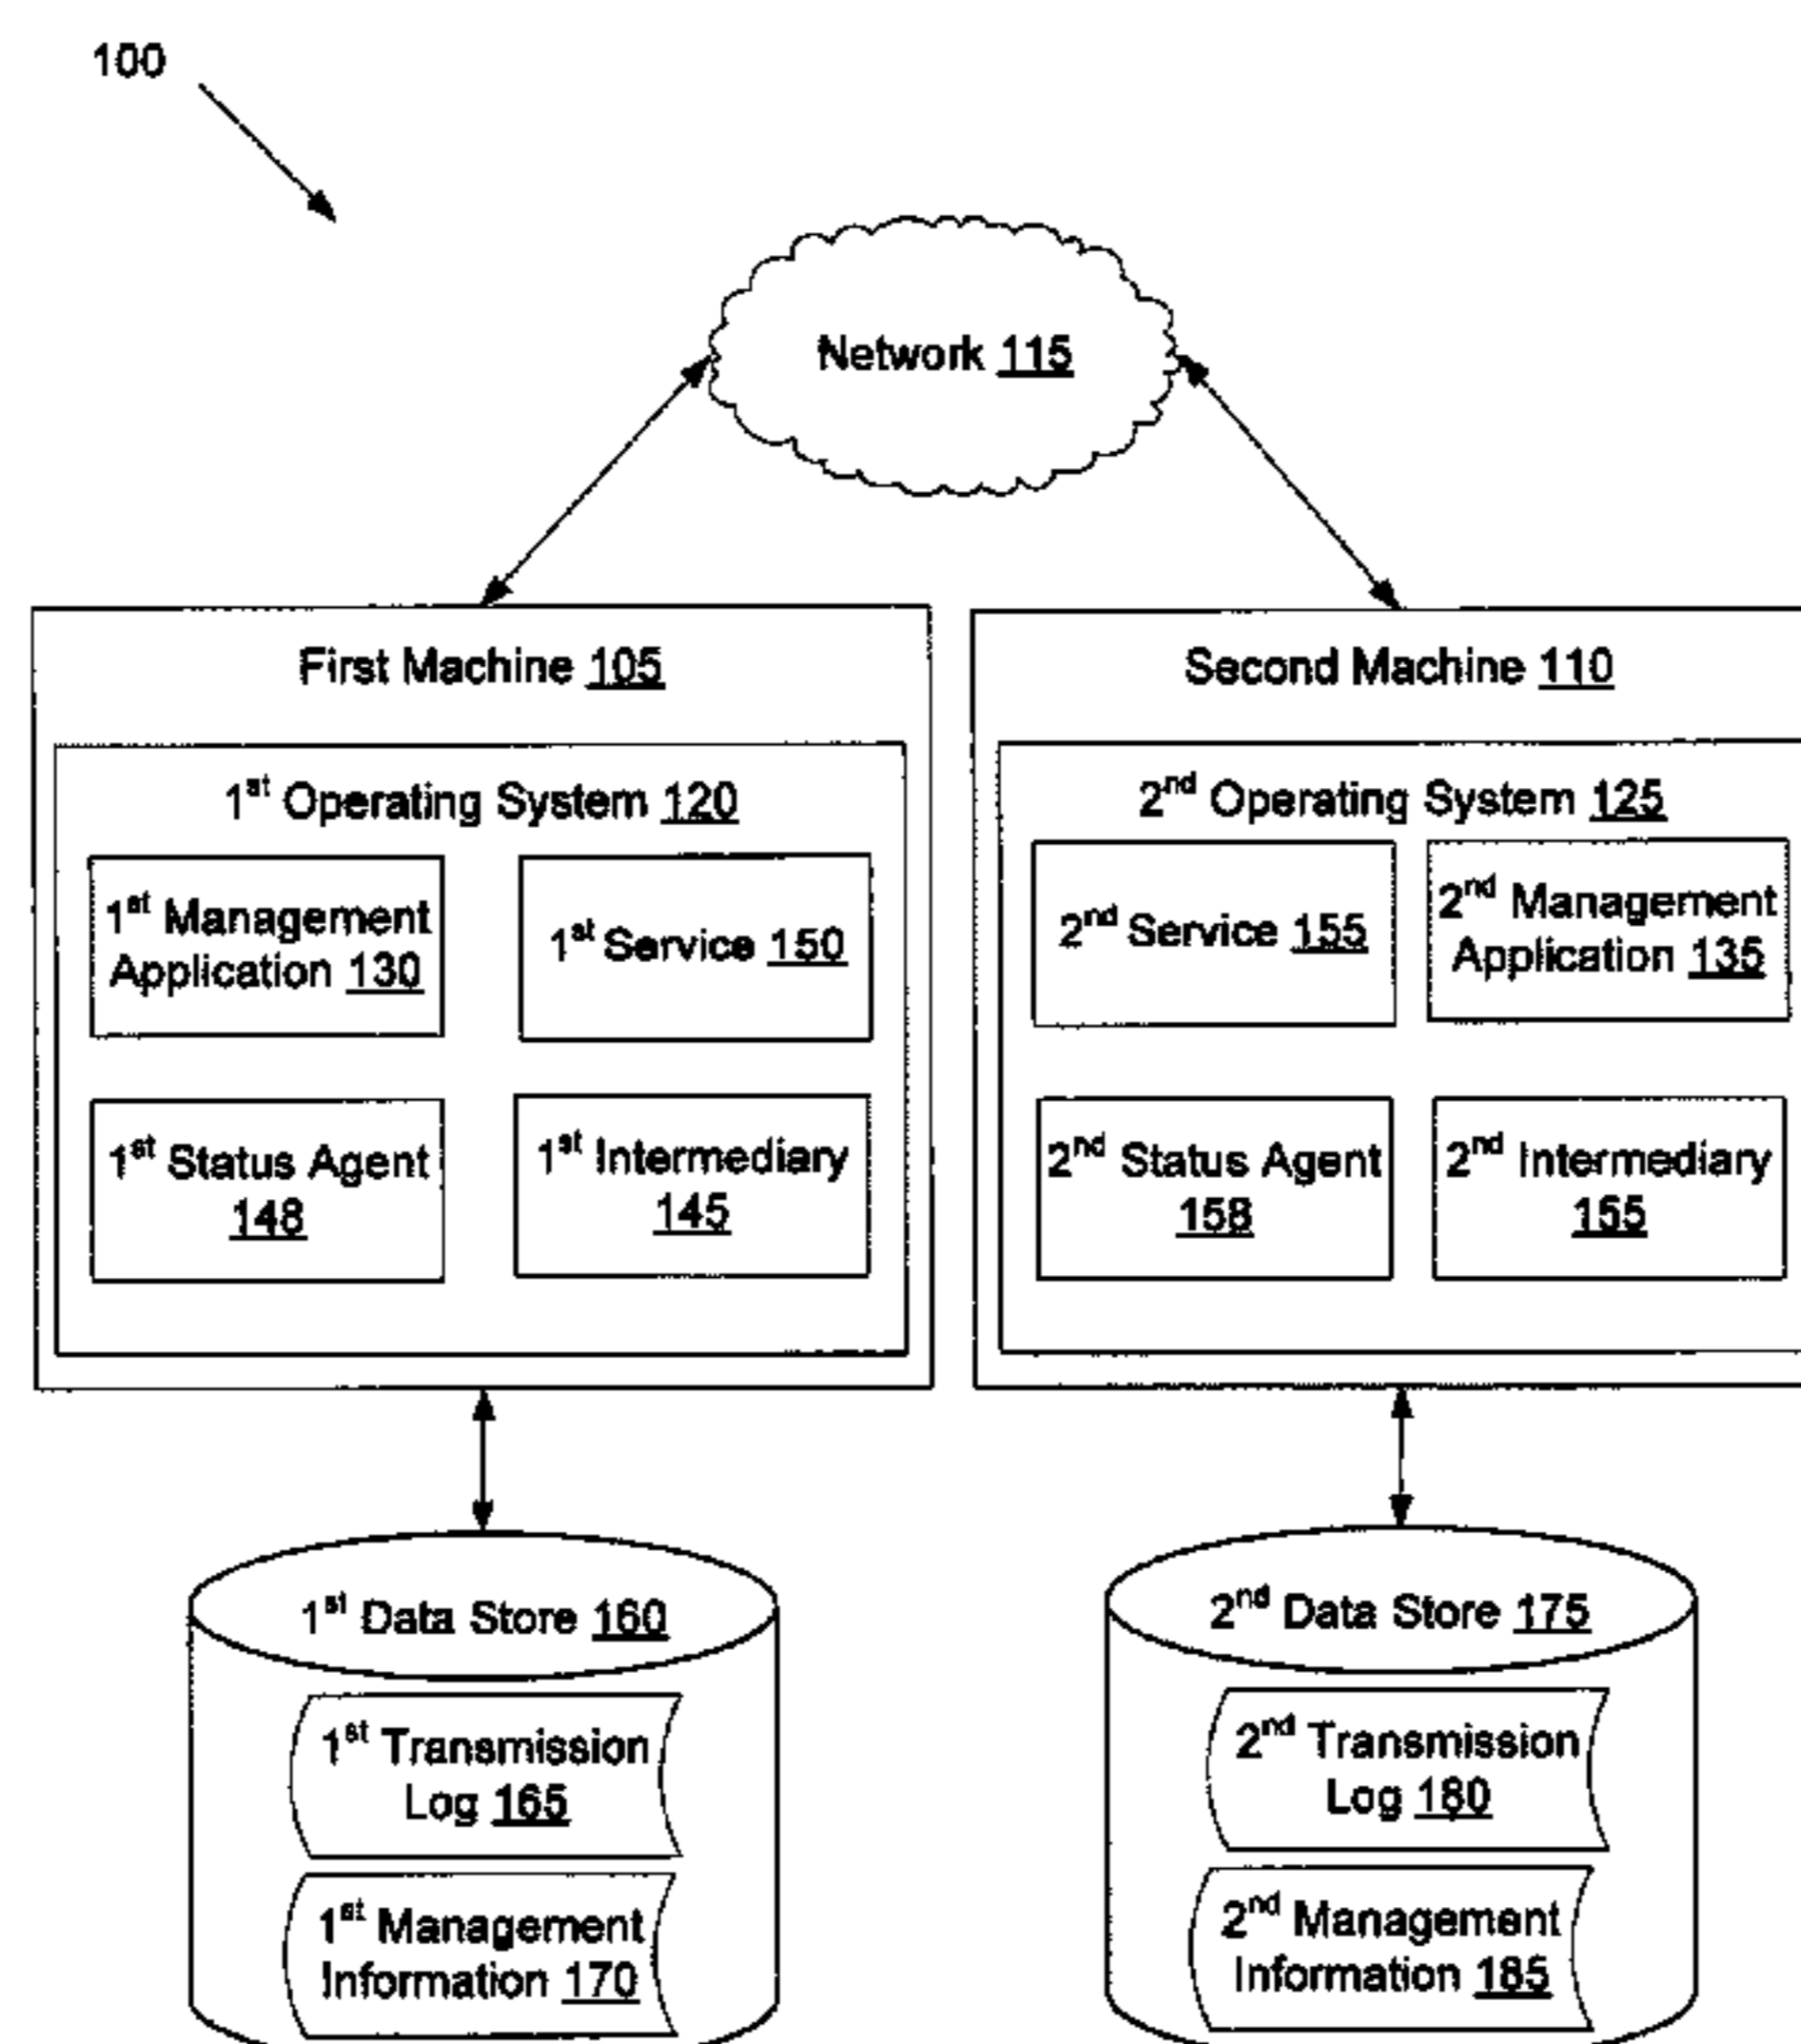 100
Network 115
First Machine 105
1st Operating System 120
1st Management
Application 130
1st Service 150
1st Status Agent
148
1st Intermediary
145
Second Machine 110
2nd Operating System 125
2nd Service 155
2nd Management
Application 135
2nd Status Agent
158
2nd Intermediary
155
1st Data Store 160
1st Transmission
Log 165
1st Management
Information 170
2nd Data Store 175
2nd Transmission
Log 180
2nd Management
Information 185